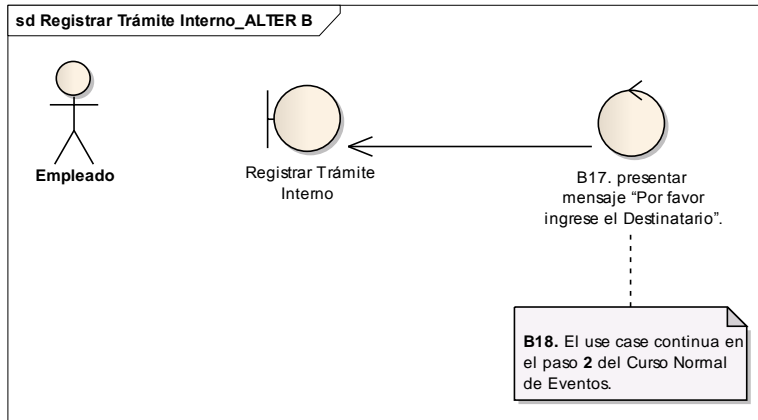 sd Registrar Trámite Interno_ALTER B
Empleado
Registrar Trámite
Interno
B17. presentar
mensaje “Por favor
ingrese el Destinatario”.
B18. El use case continua en
el paso 2 del Curso Normal
de Eventos.